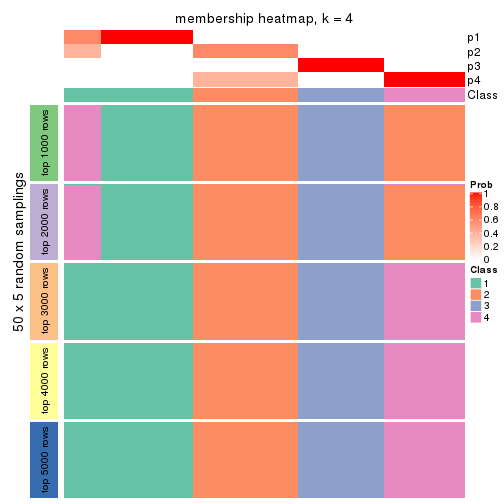 membership heatmap, k = 4
p1
p2
p3
p4
Class
50 x 5 random samplings
top 1000 rows
top 2000 rows
top 3000 rows
top 4000 rows
top 5000 rows
Prob
1
0.8
0.6
0.4
0.2
0
Class
1
2
3
4